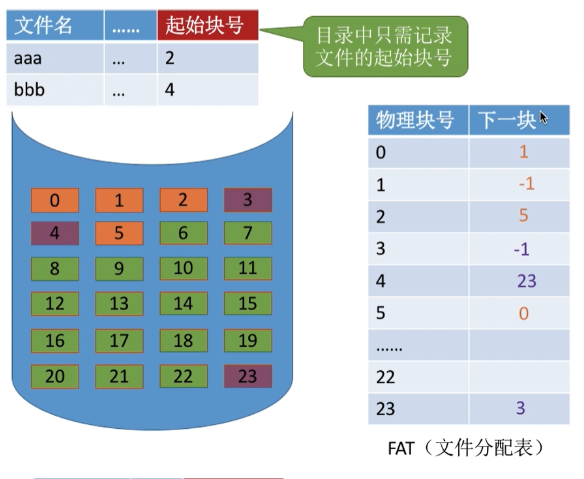 文件名 …… 起始块号
aaa … 2
bbb … 4
目录中只需记录
文件的起始块号
0 1 2 3
4 5 6 7
8 9 10 11
12 13 14 15
16 17 18 19
20 21 22 23
物理块号 下一块
0 1
1 -1
2 5
3 -1
4 23
5 0
……
22
23 3
FAT（文件分配表）